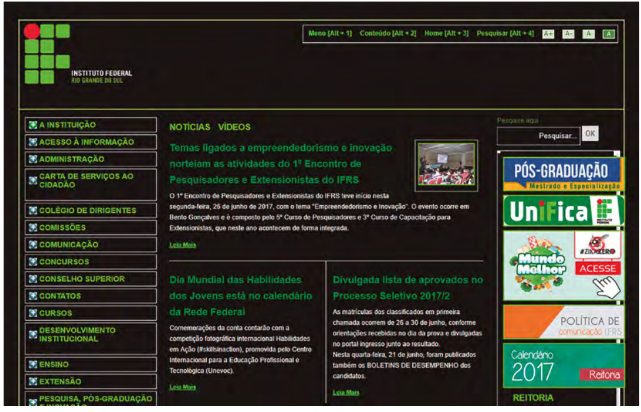 Menu [Alt + 1] Conteúdo [Alt + 2] Home [Alt + 3] Pesquisar [Alt + 4] A+ A- A A
INSTITUTO FEDERAL
RIO GRANDE DO SUL
A INSTITUIÇÃO
ACESSO À INFORMAÇÃO
ADMINISTRAÇÃO
CARTA DE SERVIÇOS AO
CIDADÃO
COLÉGIO DE DIRIGENTES
COMISSÕES
COMUNICAÇÃO
CONCURSOS
CONSELHO SUPERIOR
CONTATOS
CURSOS
DESENVOLVIMENTO
INSTITUCIONAL
ENSINO
EXTENSÃO
PESQUISA, PÓS-GRADUAÇÃO
E INOVAÇÃO
NOTÍCIAS VÍDEOS
Temas ligados a empreendedorismo e inovação
norteiam as atividades do 1º Encontro de
Pesquisadores e Extensionistas do IFRS
O 1º Encontro de Pesquisadores e Extensionistas do IFRS teve início nesta
segunda-feira, 26 de junho de 2017, com o tema "Empreendedorismo e Inovação". O evento ocorre em
Bento Gonçalves e é composto pelo 5º Curso de Pesquisadores e 3º Curso de Capacitação para
Extensionistas, que neste ano acontecem de forma integrada.
Leia Mais
Dia Mundial das Habilidades
dos Jovens está no calendário
da Rede Federal
Comemorações da conta contarão com a
competição fotográfica internacional Habilidades
em Ação (#skillsinaction), promovida pelo Centro
Internacional para a Educação Profissional e
Tecnológica (Unevoc).
Leia Mais
Divulgada lista de aprovados no
Processo Seletivo 2017/2
As matrículas dos classificados em primeira
chamada ocorrem de 26 a 30 de junho, conforme
orientações recebidas no dia da prova e divulgadas
no portal ingresso junto ao resultado.
Nesta quarta-feira, 21 de junho, foram publicados
também os BOLETINS DE DESEMPENHO dos
candidatos.
Leia Mais
Pesquise aqui
Pesquisar... OK
PÓS-GRADUAÇÃO
Mestrado e Especialização
UniFica
Mundo
Melhor
#ZIKAZERO
ACESSE
POLÍTICA DE
comunicação IFRS
Calendário
2017
Reitoria
REITORIA